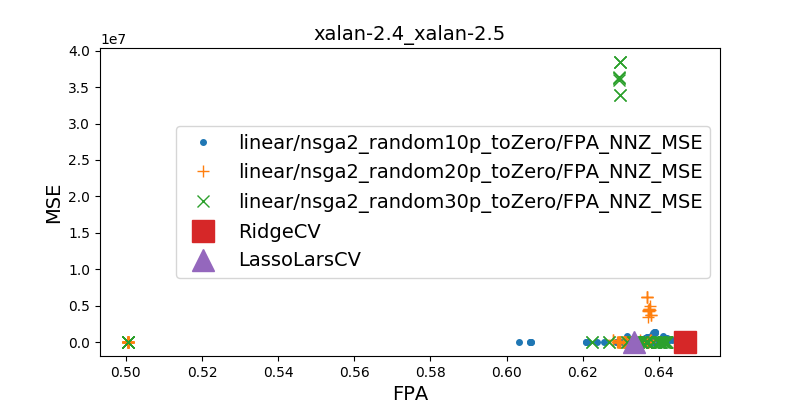 xalan-2.4_xalan-2.5
1e7
4.0
3.5
3.0
2.5
2.0
1.5
1.0
0.5
0.0
MSE
linear/nsga2_random10p_toZero/FPA_NNZ_MSE
linear/nsga2_random20p_toZero/FPA_NNZ_MSE
linear/nsga2_random30p_toZero/FPA_NNZ_MSE
RidgeCV
LassoLarsCV
0.50 0.52 0.54 0.56 0.58 0.60 0.62 0.64
FPA